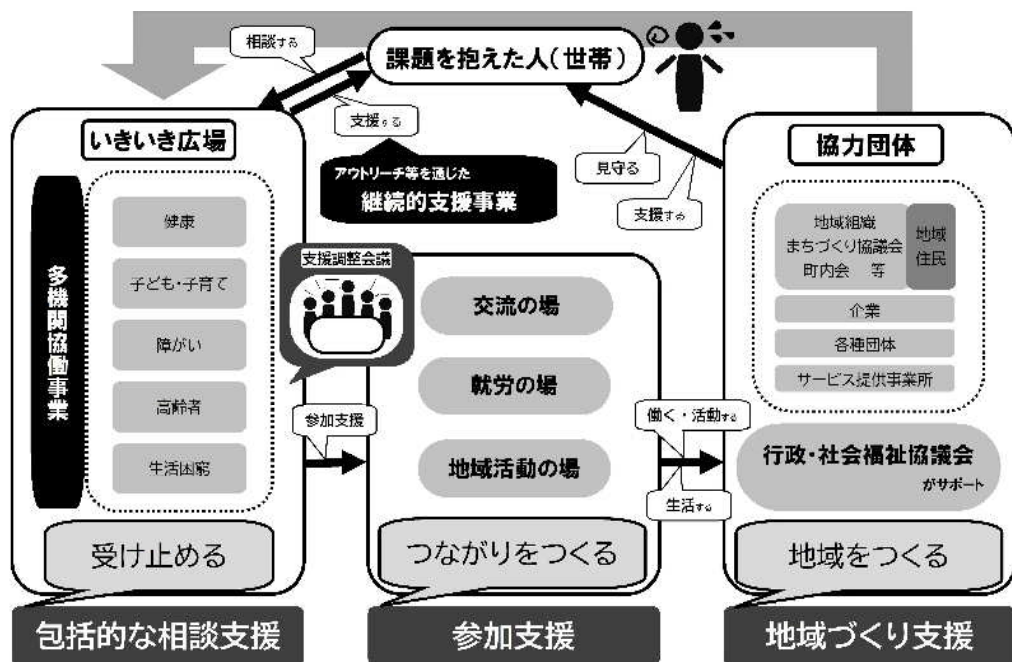 相談する
課題を抱えた人(世帯)
支援する
アウトリーチ等を通じた
継続的支援事業
見守る
支援する
いきいき広場
多機関協働事業
健康
子ども・子育て
障がい
高齢者
生活困窮
受け止める
包括的な相談支援
支援調整会議
参加支援
交流の場
就労の場
地域活動の場
つながりをつくる
参加支援
働く・活動する
生活する
協力団体
地域組織
まちづくり協議会
町内会 等
地域
住民
企業
各種団体
サービス提供事業所
行政・社会福祉協議会
がサポート
地域をつくる
地域づくり支援